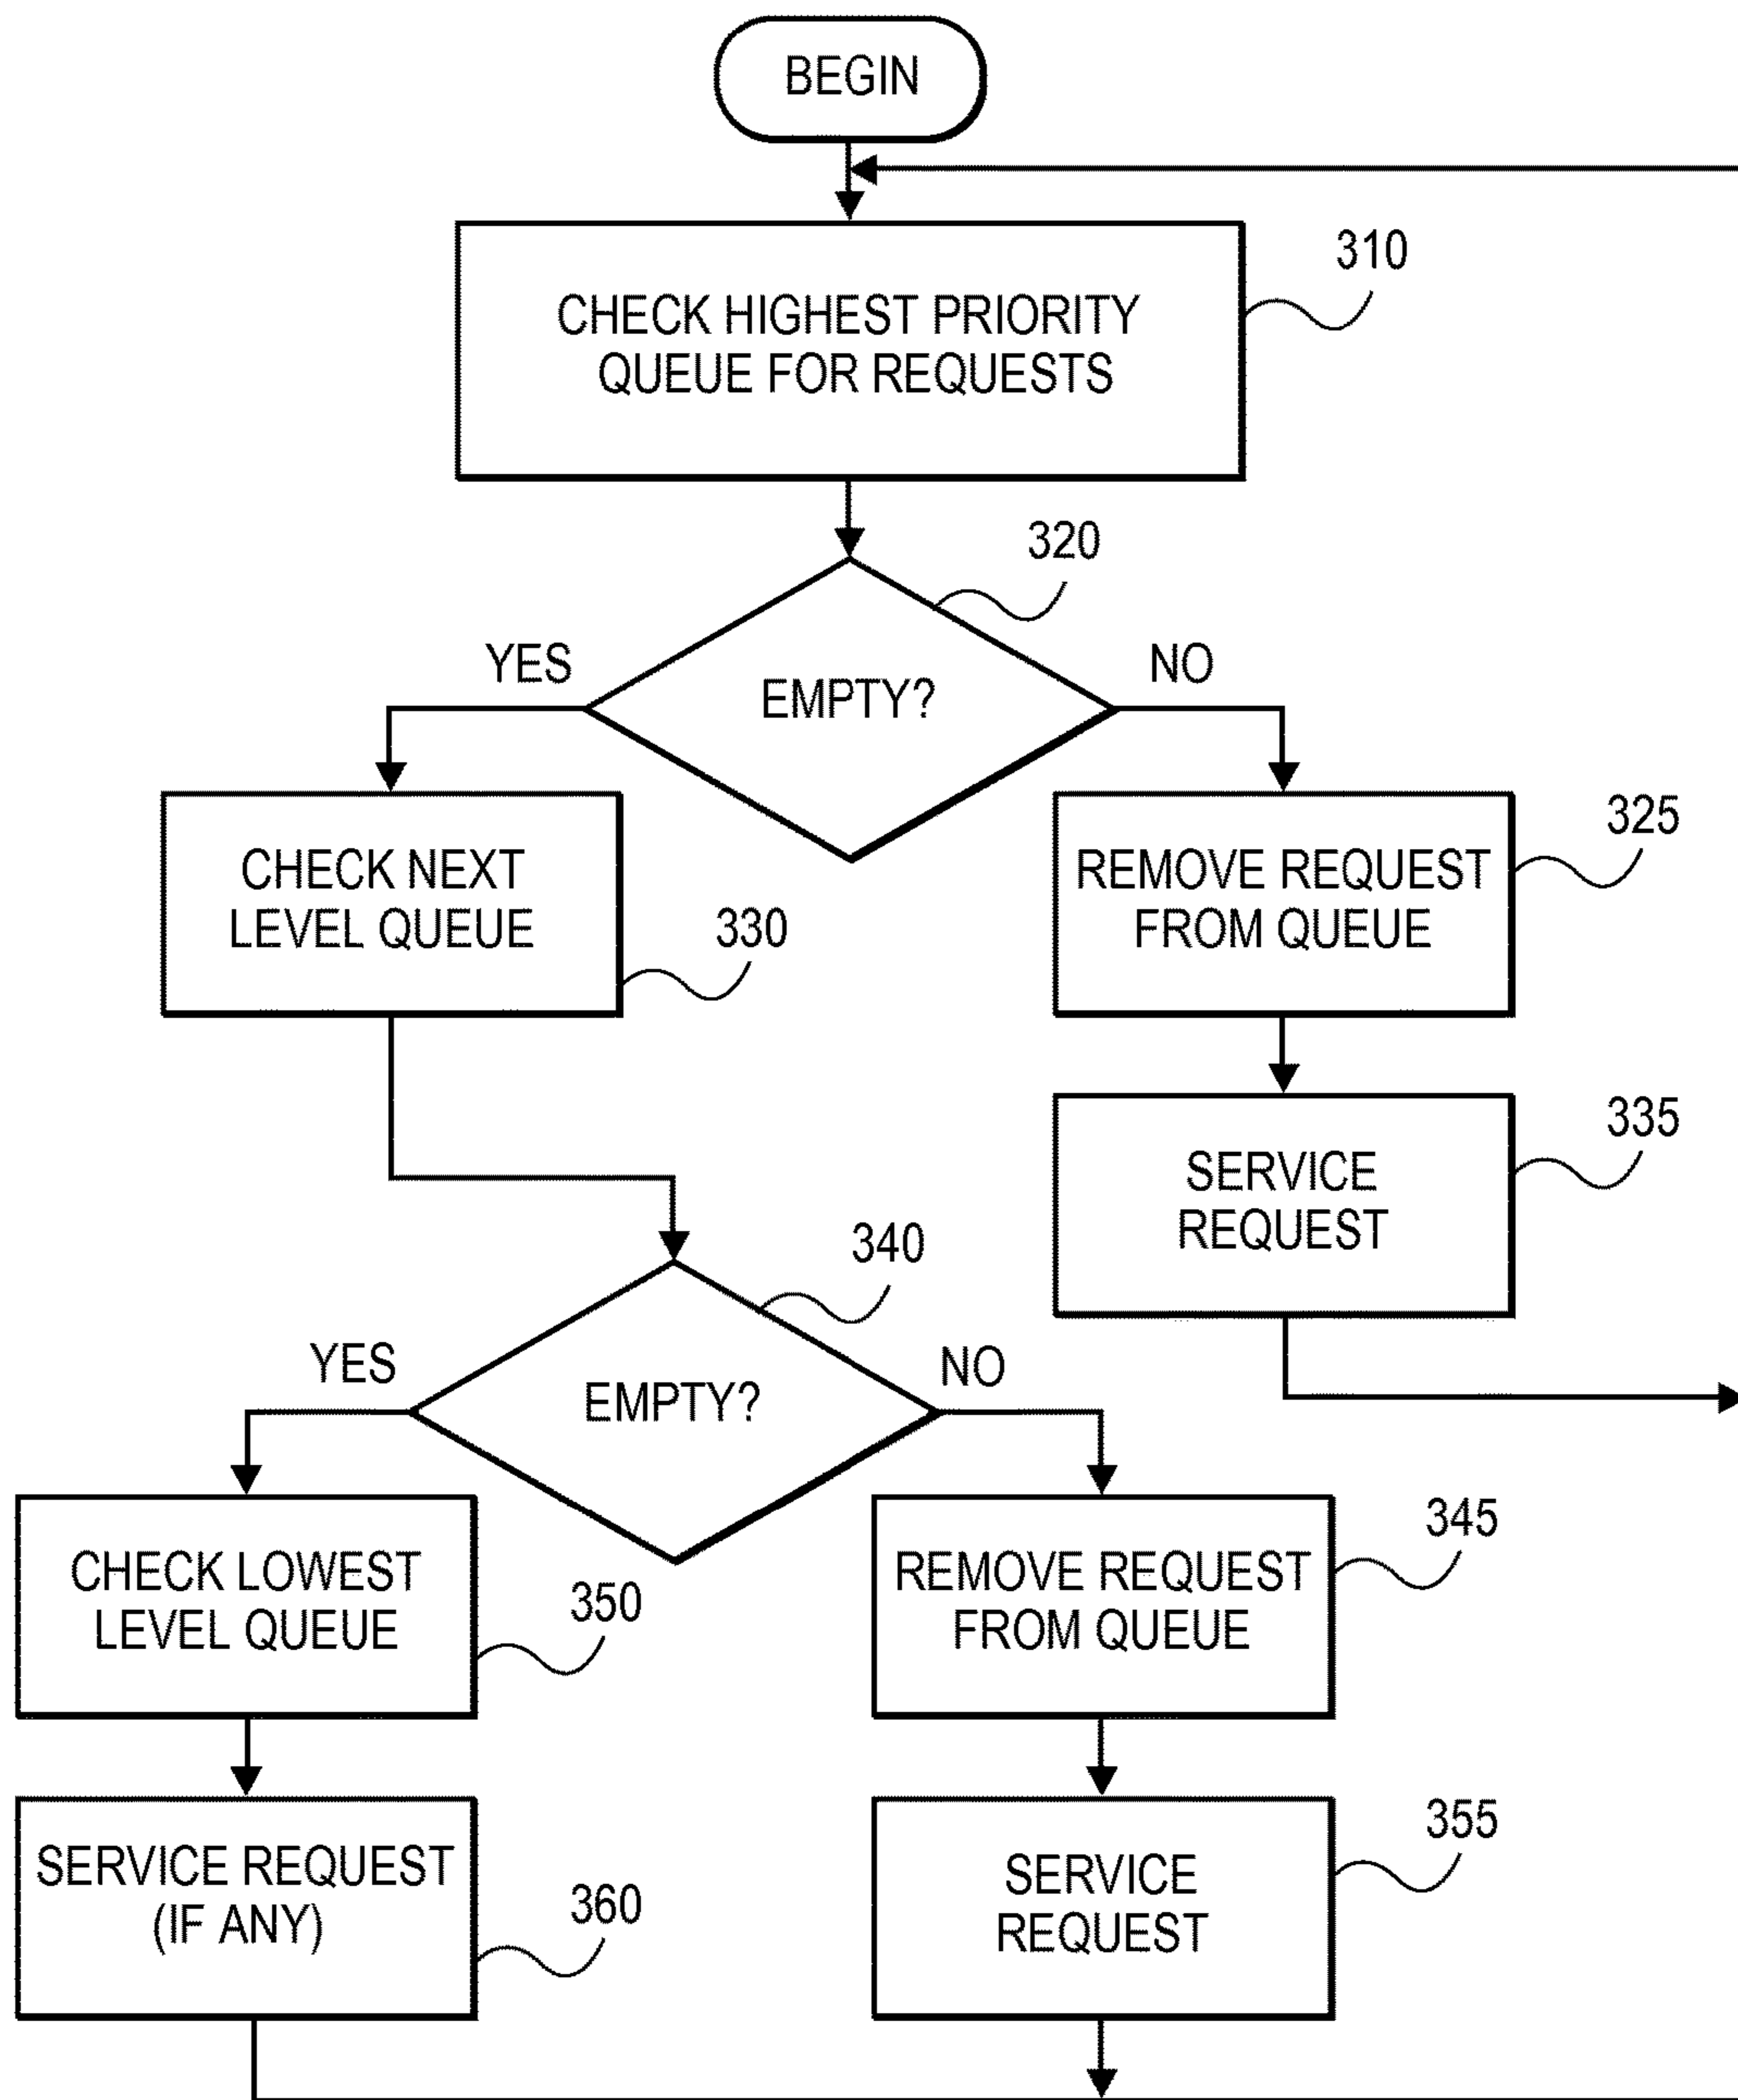 BEGIN
310
CHECK HIGHEST PRIORITY
QUEUE FOR REQUESTS
320
YES
NO
EMPTY?
325
CHECK NEXT
LEVEL QUEUE
330
REMOVE REQUEST
FROM QUEUE
335
SERVICE
REQUEST
340
YES
NO
EMPTY?
345
CHECK LOWEST
LEVEL QUEUE
350
REMOVE REQUEST
FROM QUEUE
355
SERVICE REQUEST
(IF ANY)
360
SERVICE
REQUEST